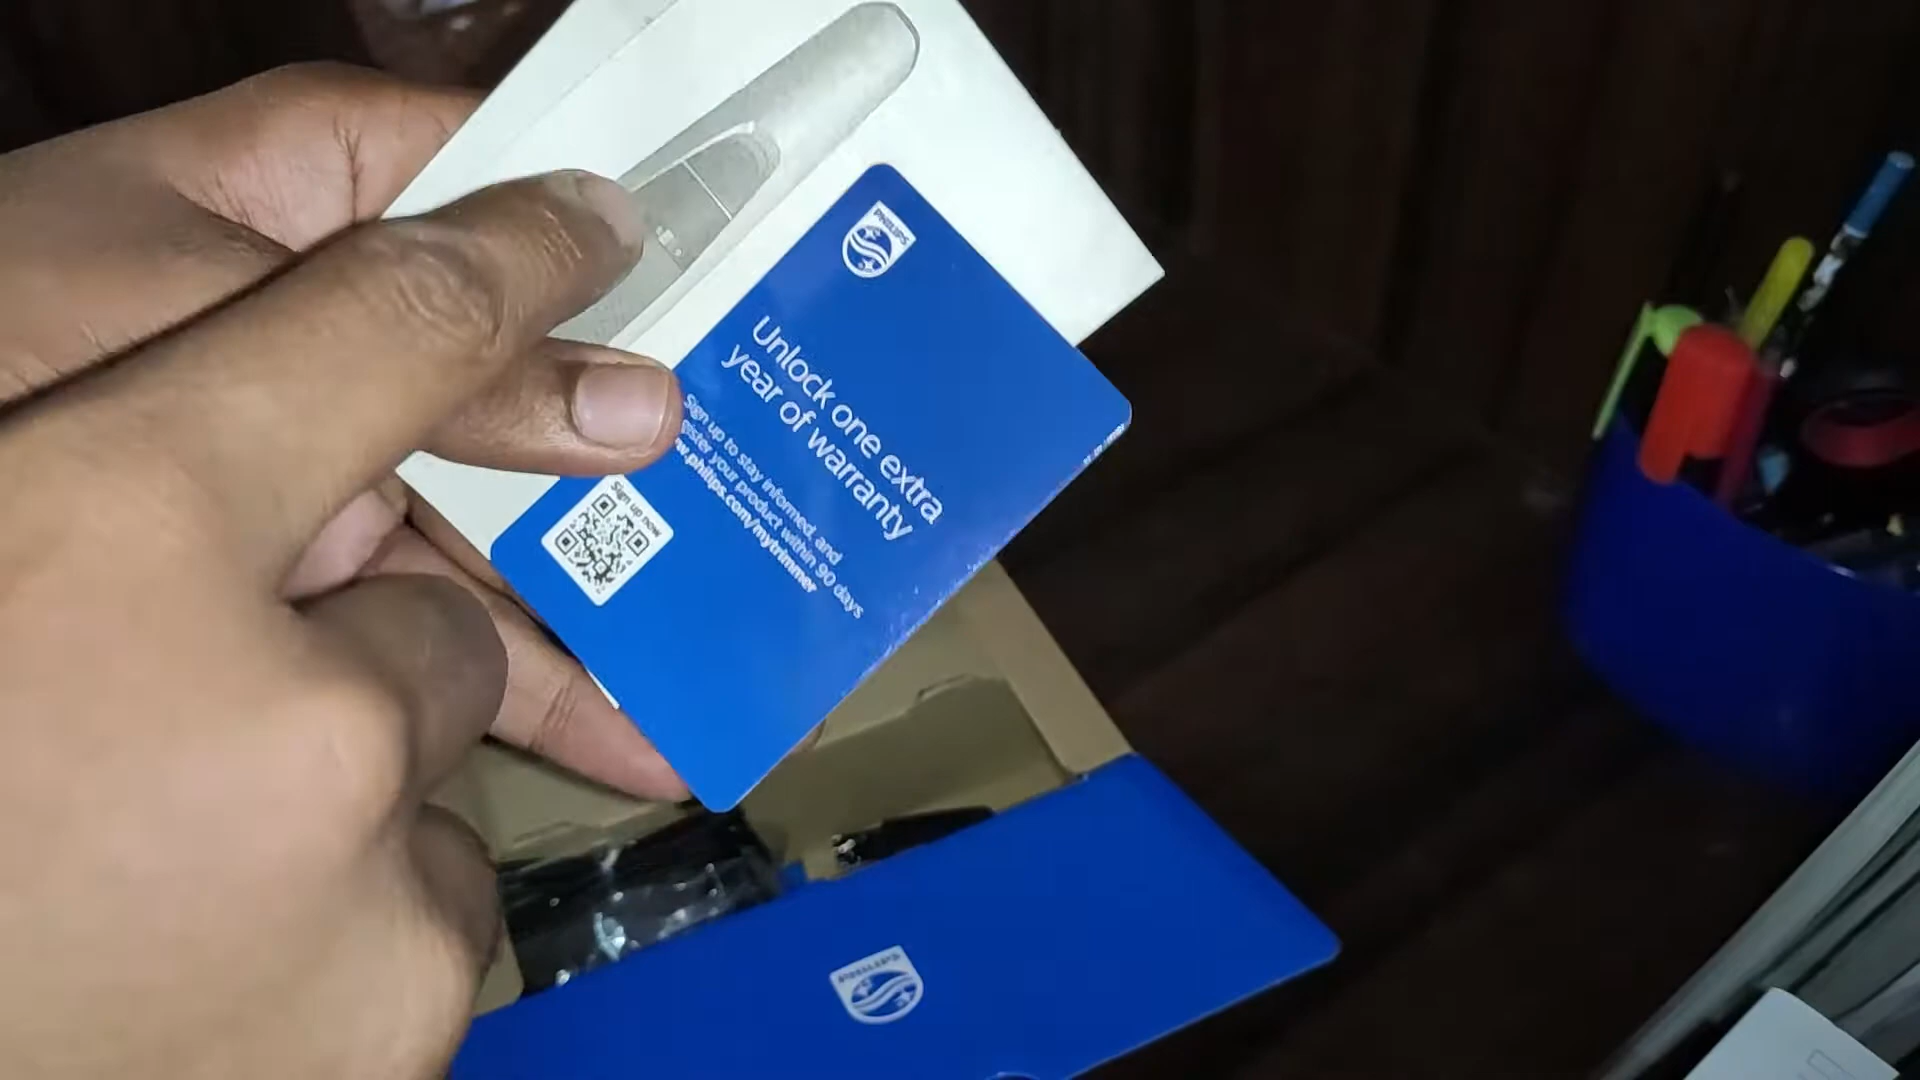 PHILIPS
Unlock one extra
year of warranty
Sign up to stay informed, and
your product within 90 days
.philips.com/mytrimmer
Sign up now
PHILIPS